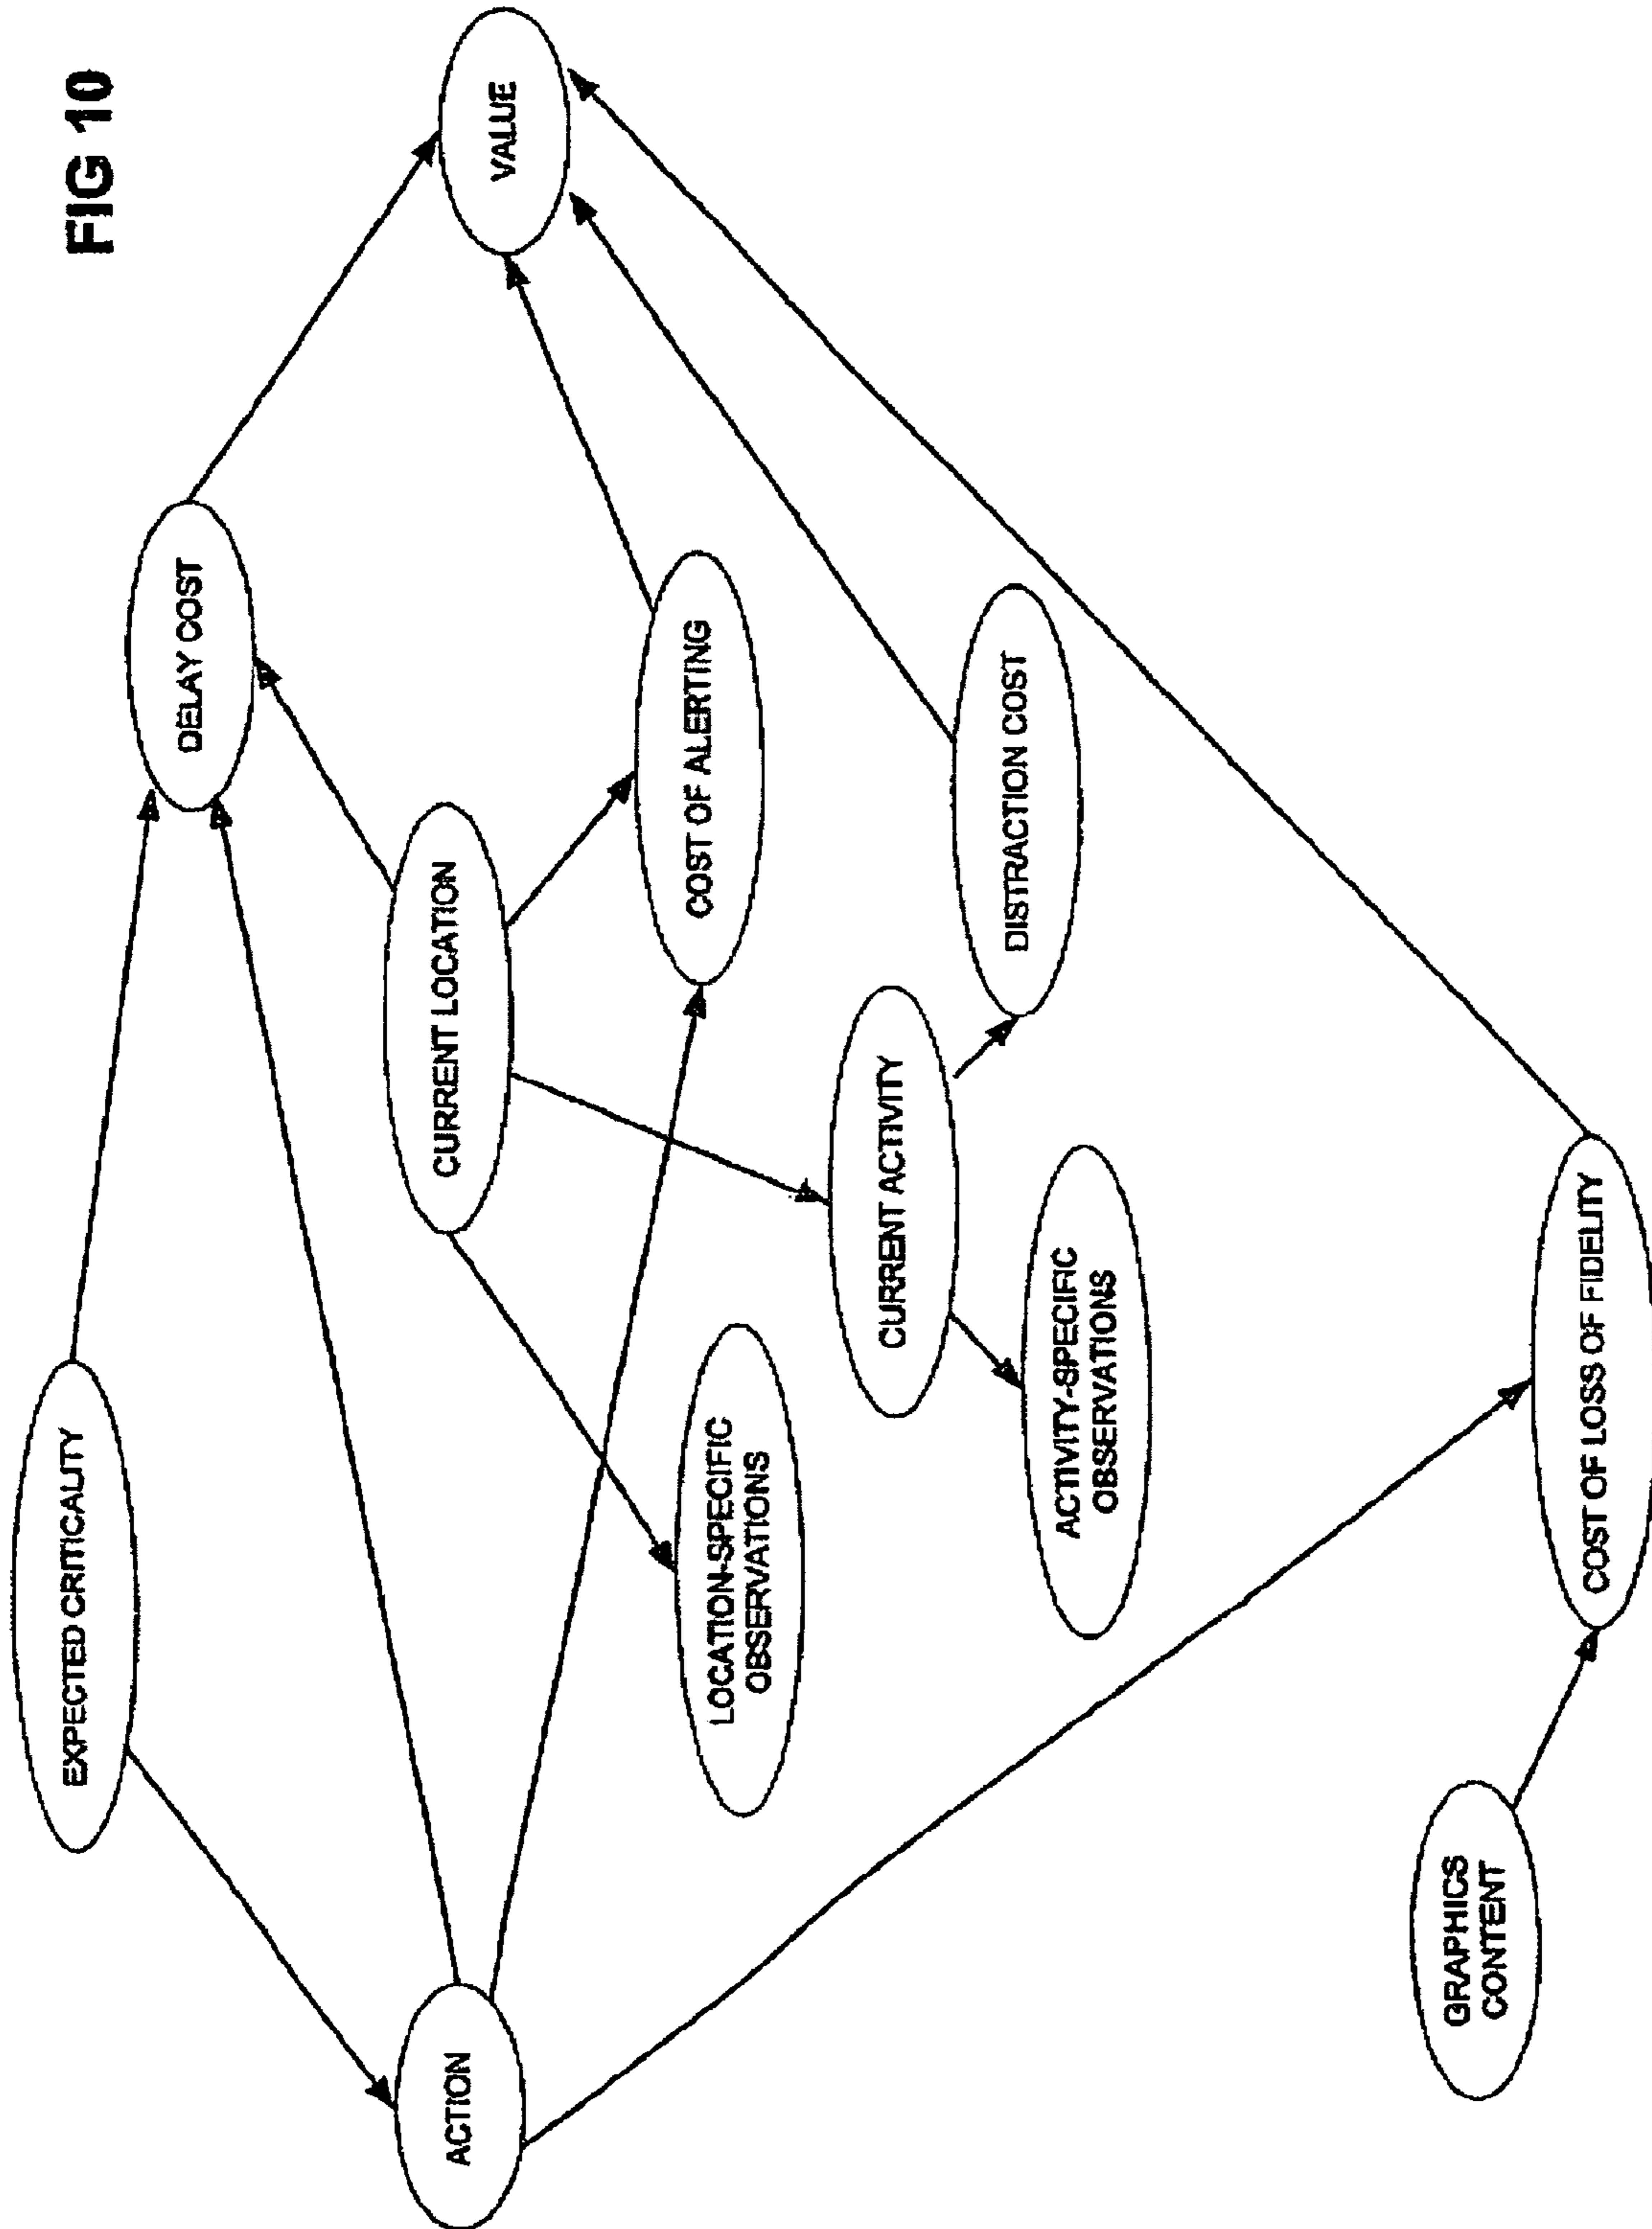 FIG 10
EXPECTED CRITICALITY
DELAY COST
ACTION
CURRENT LOCATION
VALUE
LOCATION-SPECIFIC
OBSERVATIONS
COST OF ALERTING
CURRENT ACTIVITY
ACTIVITY-SPECIFIC
OBSERVATIONS
DISTRACTION COST
GRAPHICS
CONTENT
COST OF LOSS OF FIDELITY